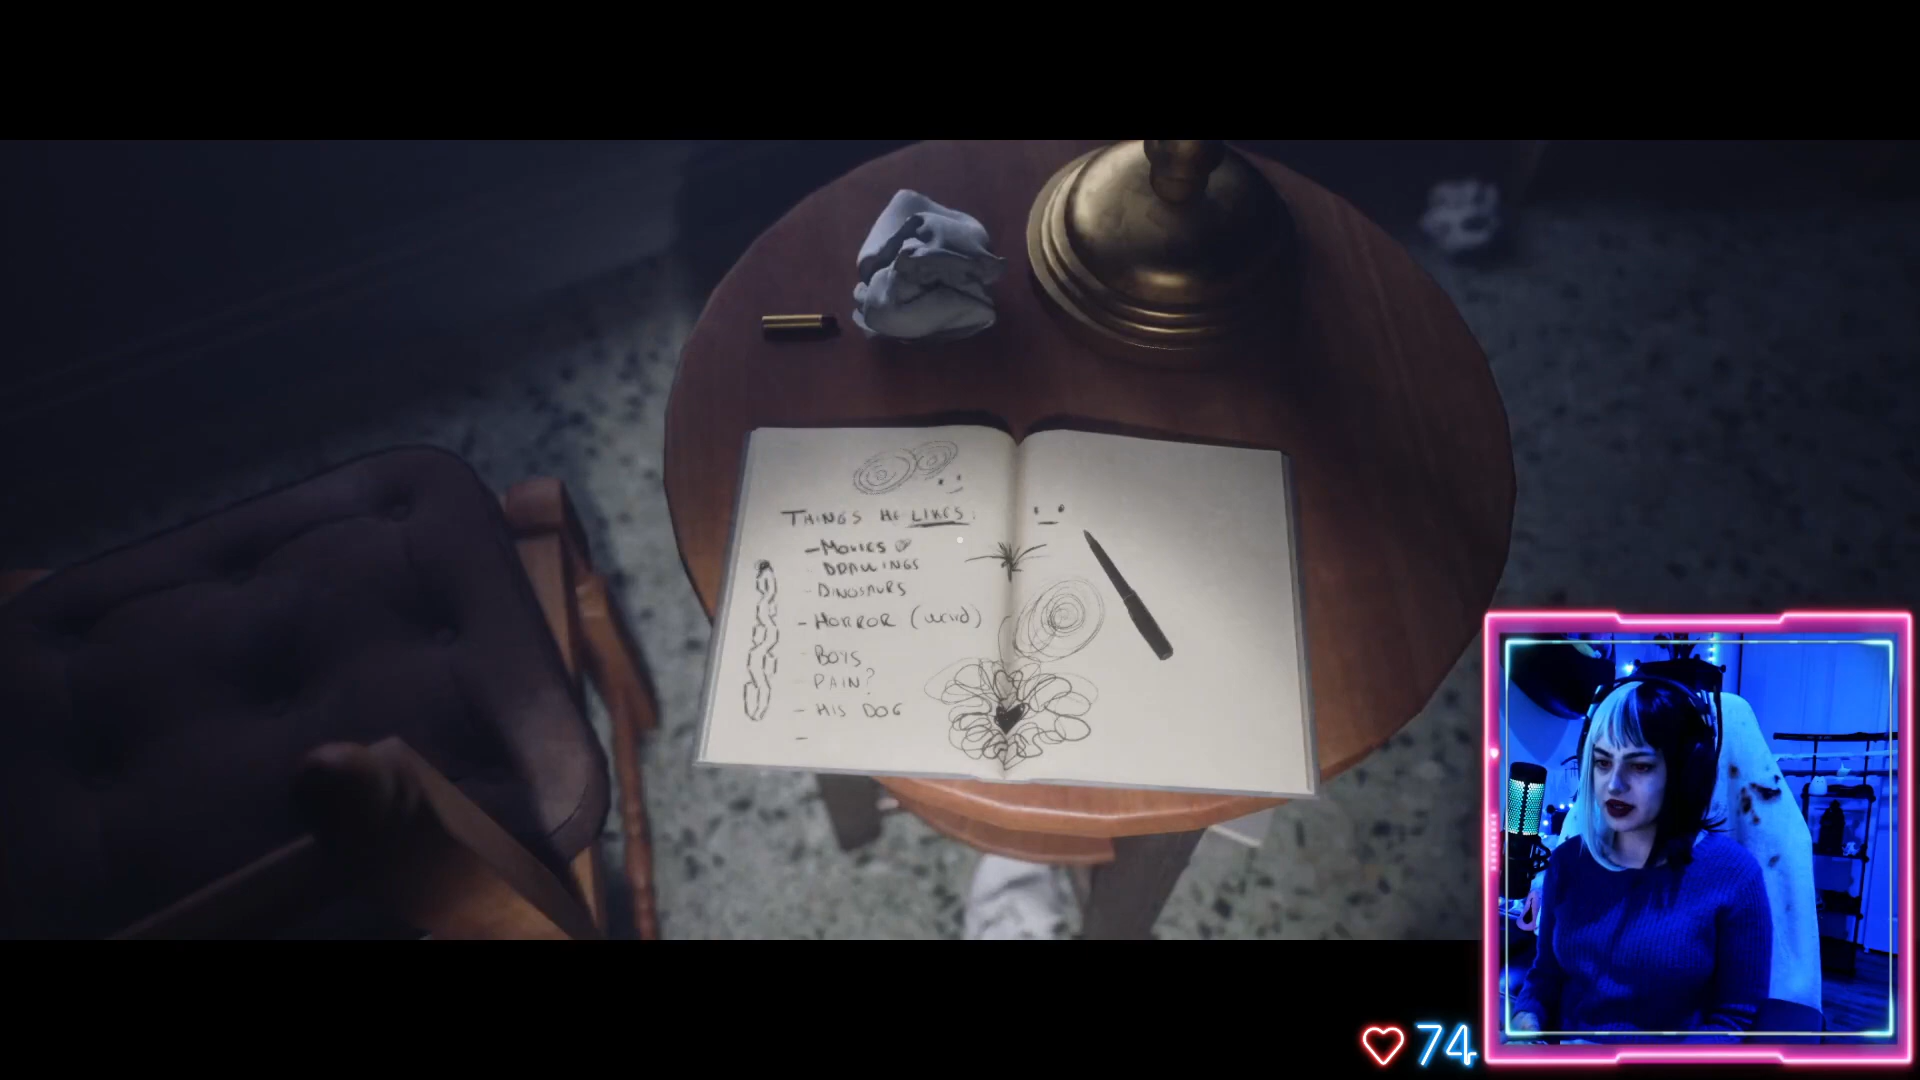 THINGS HE LIKES:
- MOVIES
- DRAWINGS
- DINOSAURS
- HORROR (weird)
- BOYS
- PAIN?
- HIS DOG
-
74